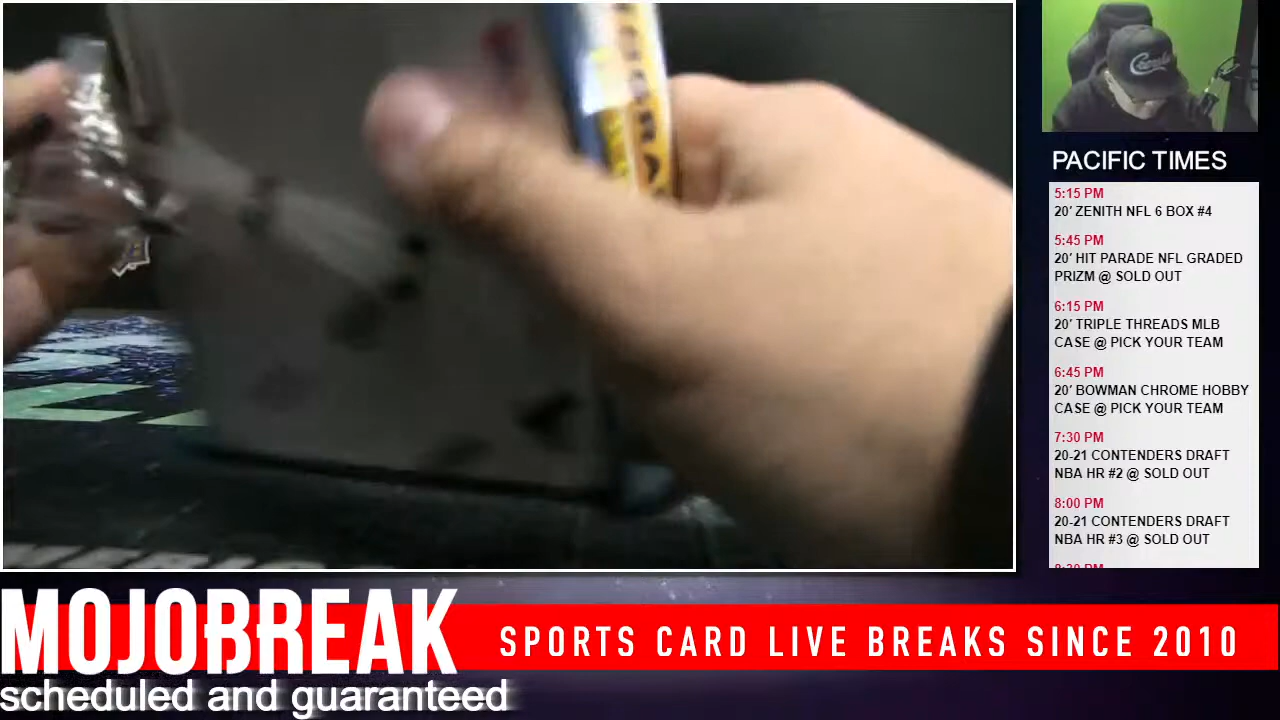 PACIFIC TIMES
5:15 PM
20' ZENITH NFL 6 BOX #4
5:45 PM
20' HIT PARADE NFL GRADED
PRIZM @ SOLD OUT
6:15 PM
20' TRIPLE THREADS MLB
CASE @ PICK YOUR TEAM
6:45 PM
20' BOWMAN CHROME HOBBY
CASE @ PICK YOUR TEAM
7:30 PM
20-21 CONTENDERS DRAFT
NBA HR #2 @ SOLD OUT
8:00 PM
20-21 CONTENDERS DRAFT
NBA HR #3 @ SOLD OUT
8:30 PM
MOJOBREAK
SPORTS CARD LIVE BREAKS SINCE 2010
scheduled and guaranteed